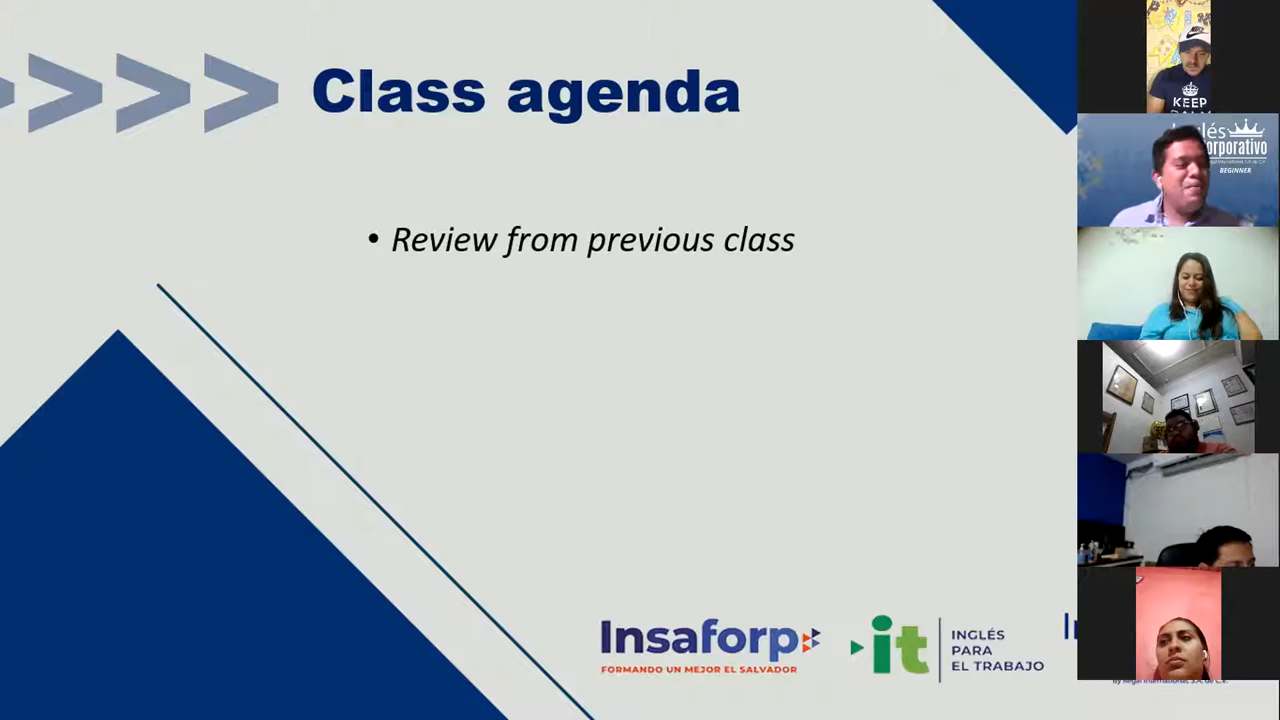 Class agenda
• Review from previous class
Insaforp
FORMANDO UN MEJOR EL SALVADOR
it
INGLÉS
PARA
EL TRABAJO
KEEP
BEGINNER